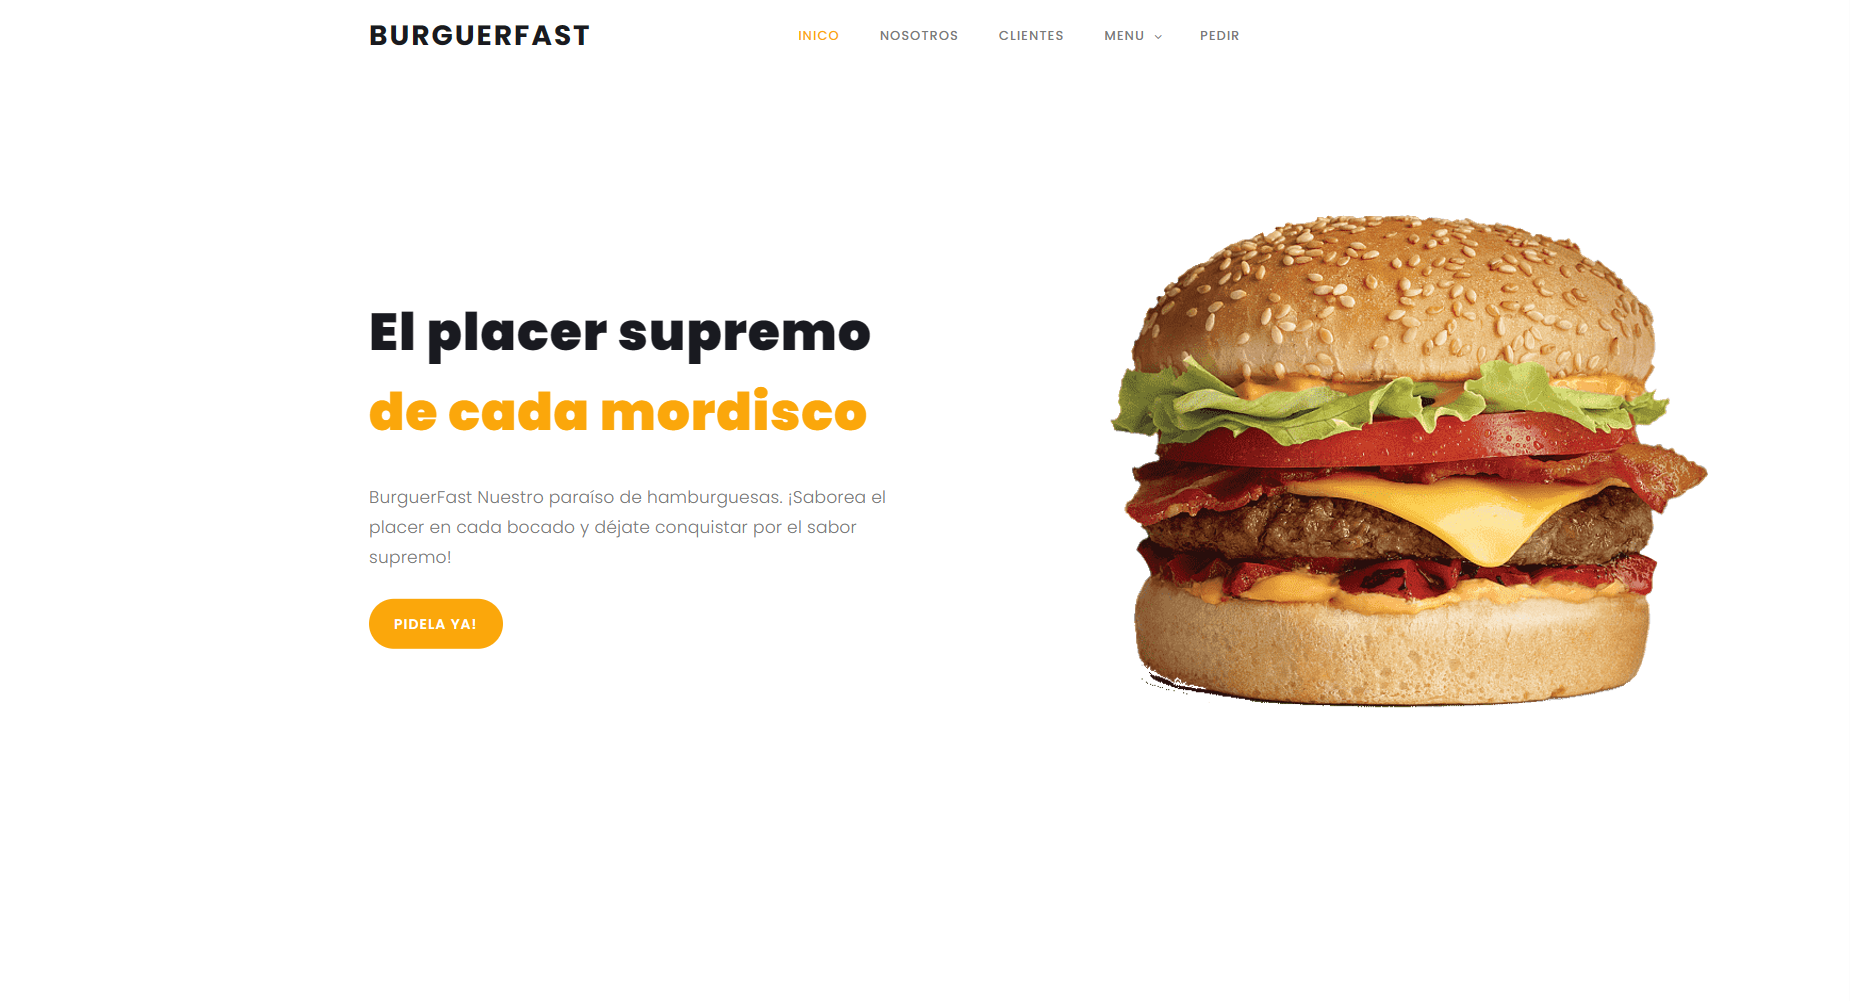 BURGUERFAST
INICO NOSOTROS CLIENTES MENU PEDIR
El placer supremo
de cada mordisco
BurguerFast Nuestro paraíso de hamburguesas. ¡Saborea el
placer en cada bocado y déjate conquistar por el sabor
supremo!
PIDELA YA!